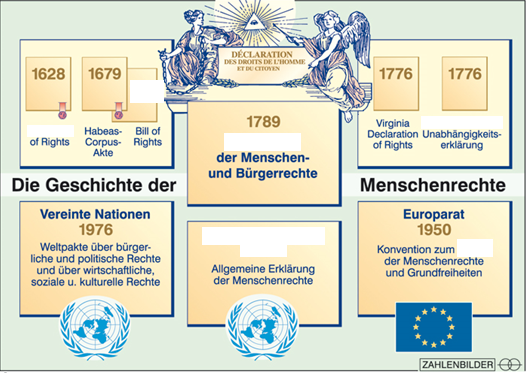 DÉCLARATION
DES DROITS DE L'HOMME
ET DU CITOYEN
1628
of Rights
1679
Habeas-
Corpus-
Akte
Bill of
Rights
1789
der Menschen-
und Bürgerrechte
1776
Virginia
Declaration
of Rights
1776
Unabhängigkeits-
erklärung
Die Geschichte der Menschenrechte
Vereinte Nationen
1976
Weltpakte über bürger-
liche und politische Rechte
und über wirtschaftliche,
soziale u. kulturelle Rechte
Allgemeine Erklärung
der Menschenrechte
Europarat
1950
Konvention zum
der Menschenrechte
und Grundfreiheiten
ZAHLENBILDER